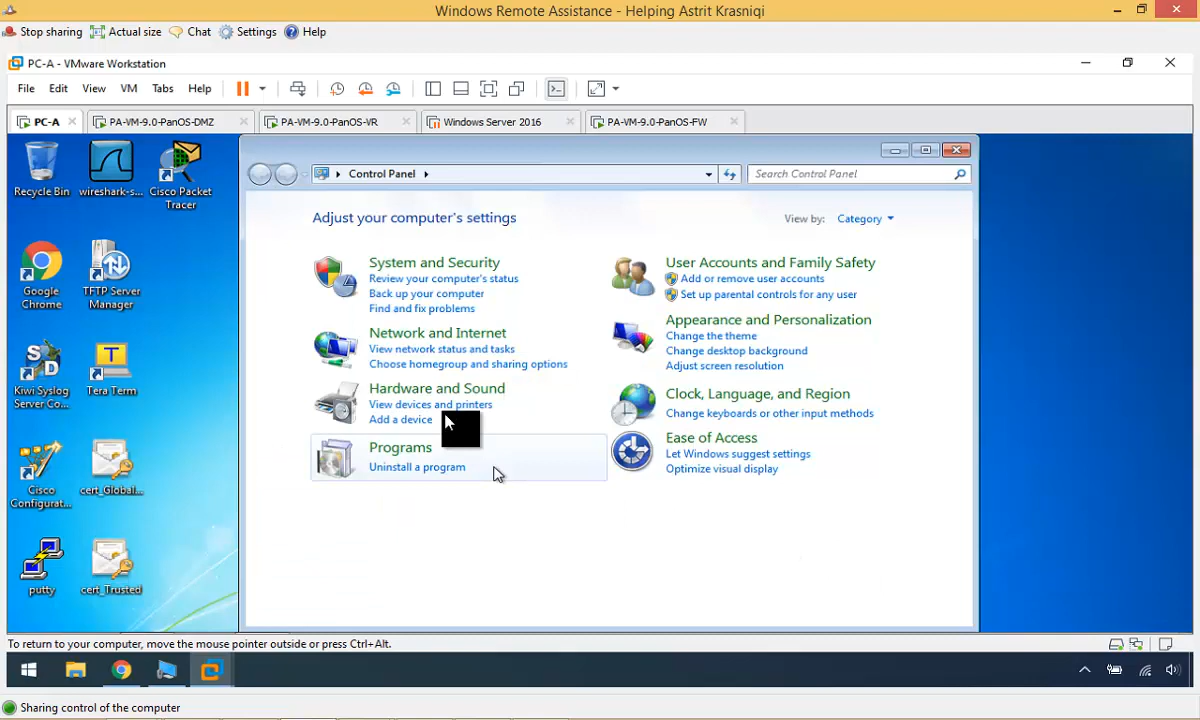 Windows Remote Assistance - Helping Astrit Krasniqi
Stop sharing Actual size Chat Settings Help
PC-A - VMware Workstation
File Edit View VM Tabs Help
PC-A PA-VM-9.0-PanOS-DMZ PA-VM-9.0-PanOS-VR Windows Server 2016 PA-VM-9.0-PanOS-FW
Recycle Bin
wireshark-s...
Cisco Packet
Tracer
Google
Chrome
TFTP Server
Manager
Kiwi Syslog
Server Co...
Tera Term
Cisco
Configurat...
cert_Global...
putty
cert_Trusted
Control Panel
Search Control Panel
Adjust your computer's settings
View by: Category
System and Security
Review your computer's status
Back up your computer
Find and fix problems
Network and Internet
View network status and tasks
Choose homegroup and sharing options
Hardware and Sound
View devices and printers
Add a device
Programs
Uninstall a program
User Accounts and Family Safety
Add or remove user accounts
Set up parental controls for any user
Appearance and Personalization
Change the theme
Change desktop background
Adjust screen resolution
Clock, Language, and Region
Change keyboards or other input methods
Ease of Access
Let Windows suggest settings
Optimize visual display
To return to your computer, move the mouse pointer outside or press Ctrl+Alt.
Sharing control of the computer